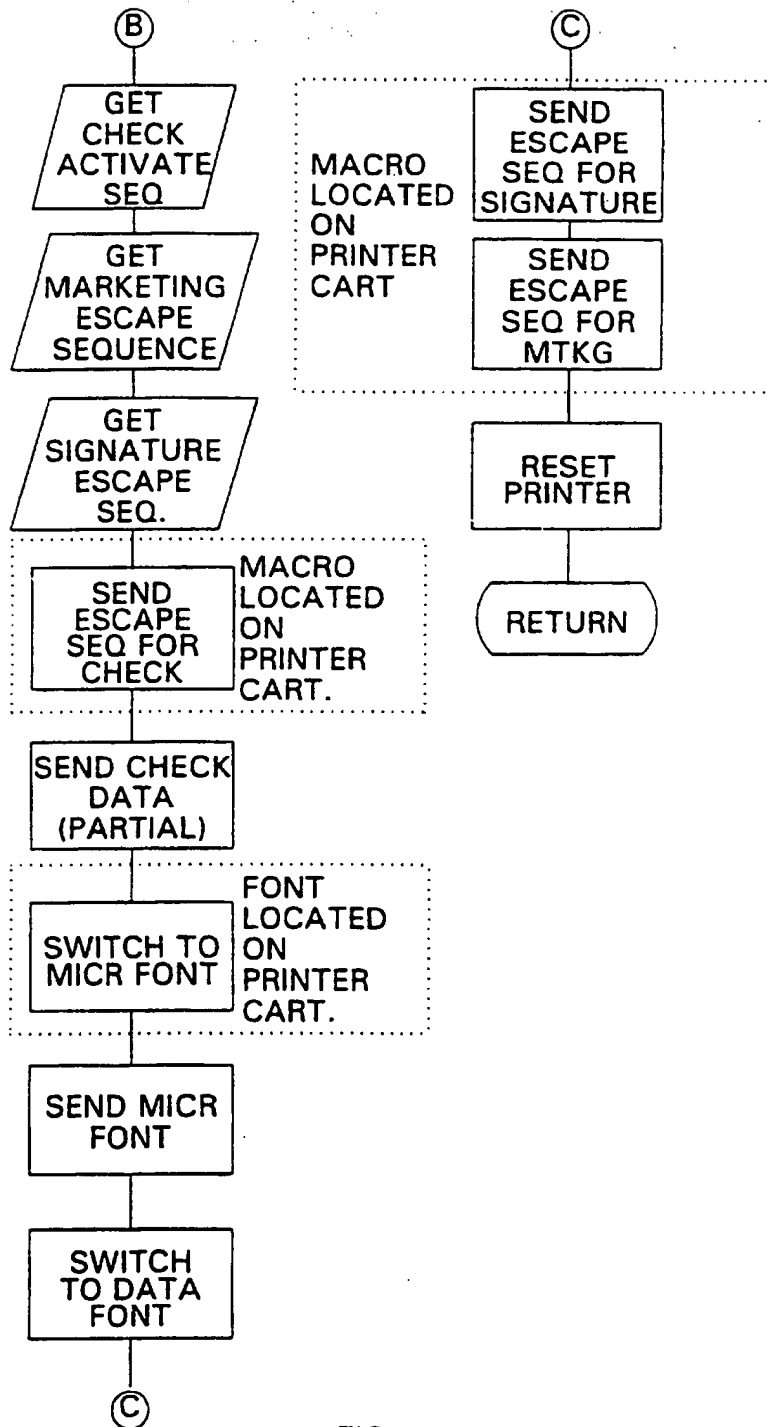 B
GET
CHECK
ACTIVATE
SEQ
GET
MARKETING
ESCAPE
SEQUENCE
GET
SIGNATURE
ESCAPE
SEQ.
SEND
ESCAPE
SEQ FOR
CHECK
MACRO
LOCATED
ON
PRINTER
CART.
SEND CHECK
DATA
(PARTIAL)
SWITCH TO
MICR FONT
FONT
LOCATED
ON
PRINTER
CART.
SEND MICR
FONT
SWITCH
TO DATA
FONT
C
C
MACRO
LOCATED
ON
PRINTER
CART
SEND
ESCAPE
SEQ FOR
SIGNATURE
SEND
ESCAPE
SEQ FOR
MTKG
RESET
PRINTER
RETURN